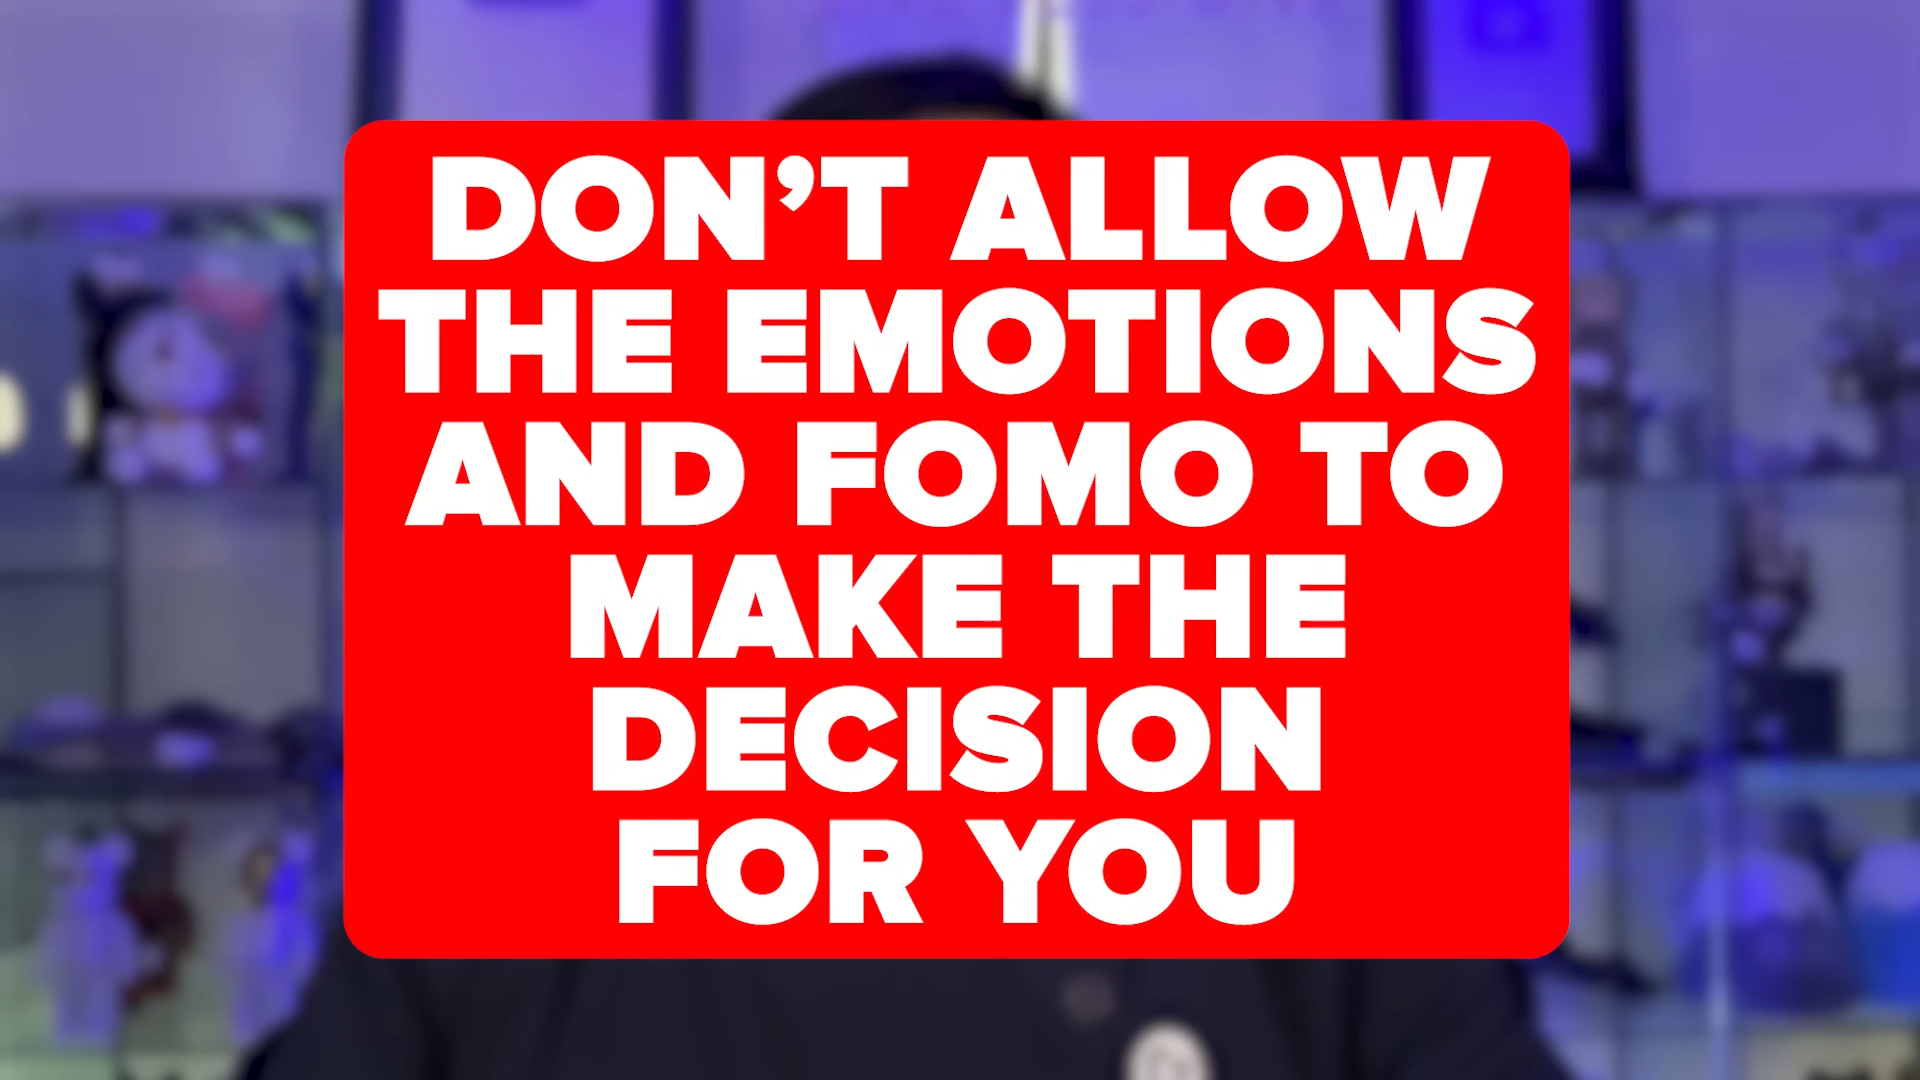 DON’T ALLOW
THE EMOTIONS
AND FOMO TO
MAKE THE
DECISION
FOR YOU